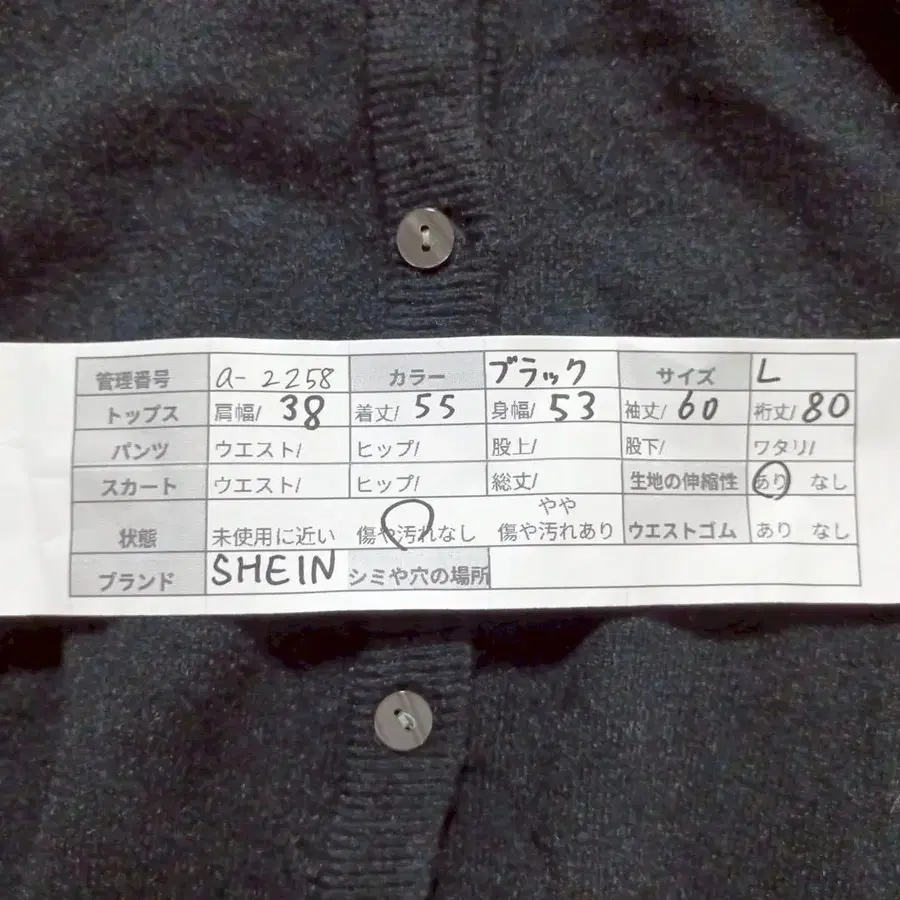 管理番号 a-2258 カラー ブラック サイズ L
トップス 肩幅/ 38 着丈/ 55 身幅/ 53 袖丈/ 60 裄丈/ 80
パンツ ウエスト/ ヒップ/ 股上/ 股下/ ワタリ/
スカート ウエスト/ ヒップ/ 総丈/ 生地の伸縮性 あり なし
状態 未使用に近い 傷や汚れなし やや傷や汚れあり ウエストゴム あり なし
ブランド SHEIN シミや穴の場所